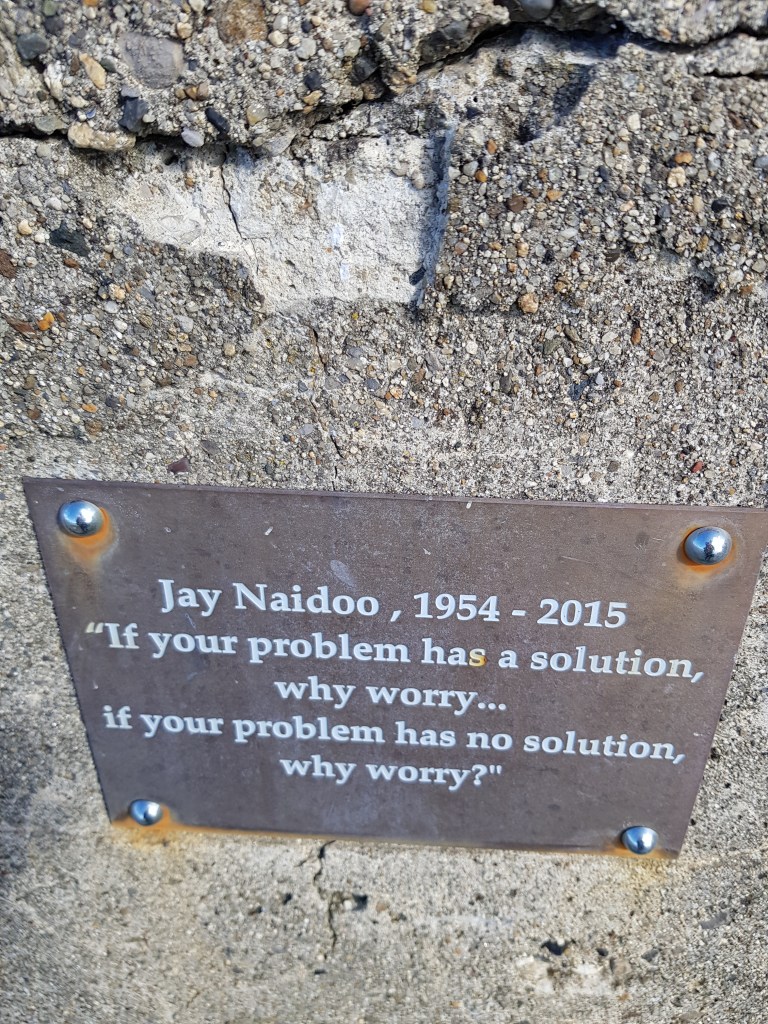 Jay Naidoo , 1954 - 2015
“If your problem has a solution,
why worry...
if your problem has no solution,
why worry?"